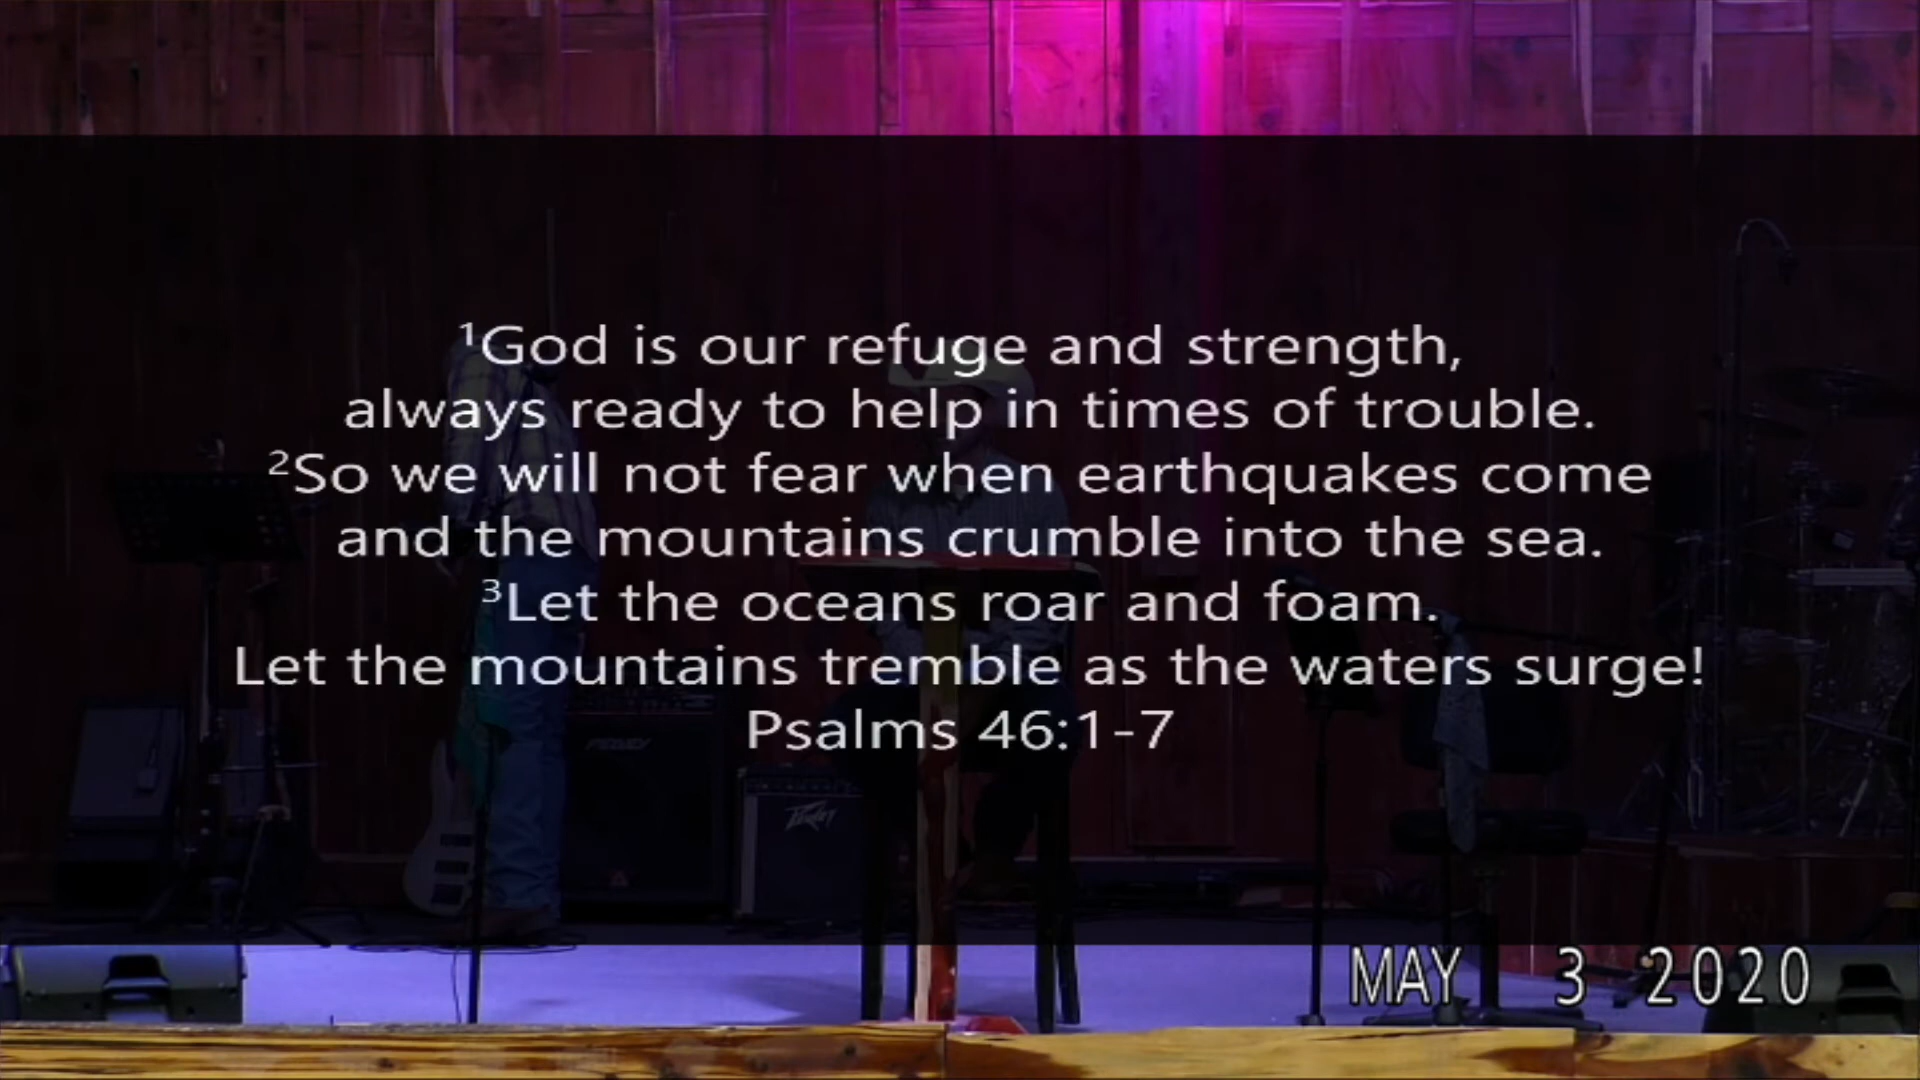 ¹God is our refuge and strength,
always ready to help in times of trouble.
²So we will not fear when earthquakes come
and the mountains crumble into the sea.
³Let the oceans roar and foam.
Let the mountains tremble as the waters surge!
Psalms 46:1-7
PEAVEY
PEAVEY
MAY 3 2020